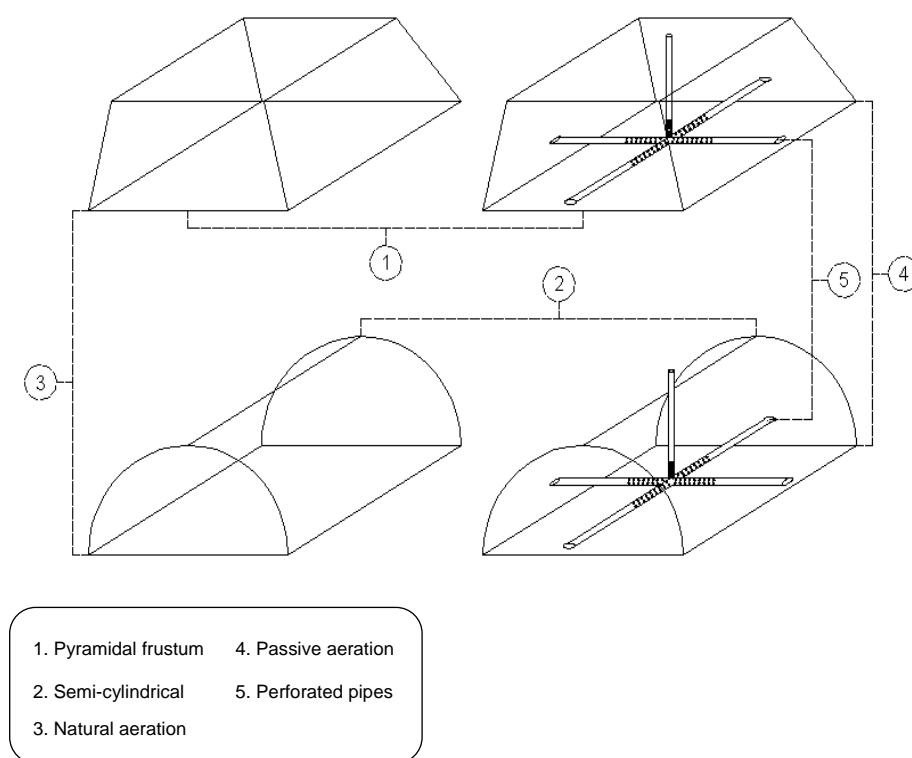 1
2
5
4
3
1. Pyramidal frustum 4. Passive aeration
2. Semi-cylindrical 5. Perforated pipes
3. Natural aeration